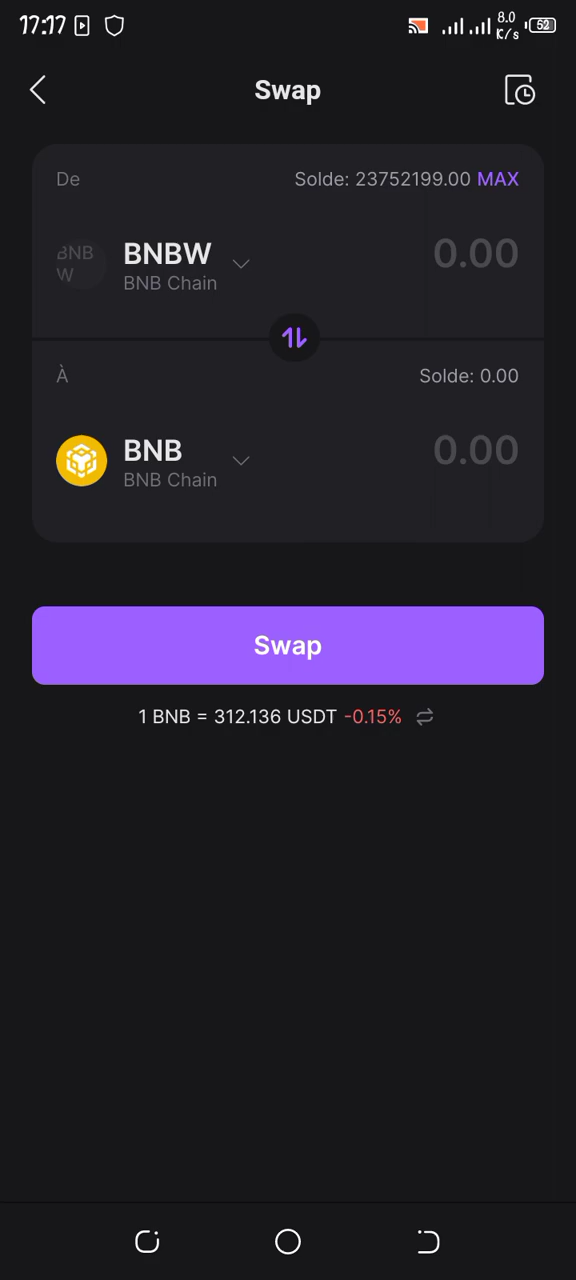 17:17
8.0
K/s
52
Swap
De
Solde: 23752199.00 MAX
BNB
W
BNBW
0.00
BNB Chain
À
Solde: 0.00
BNB
0.00
BNB Chain
Swap
1 BNB = 312.136 USDT -0.15%